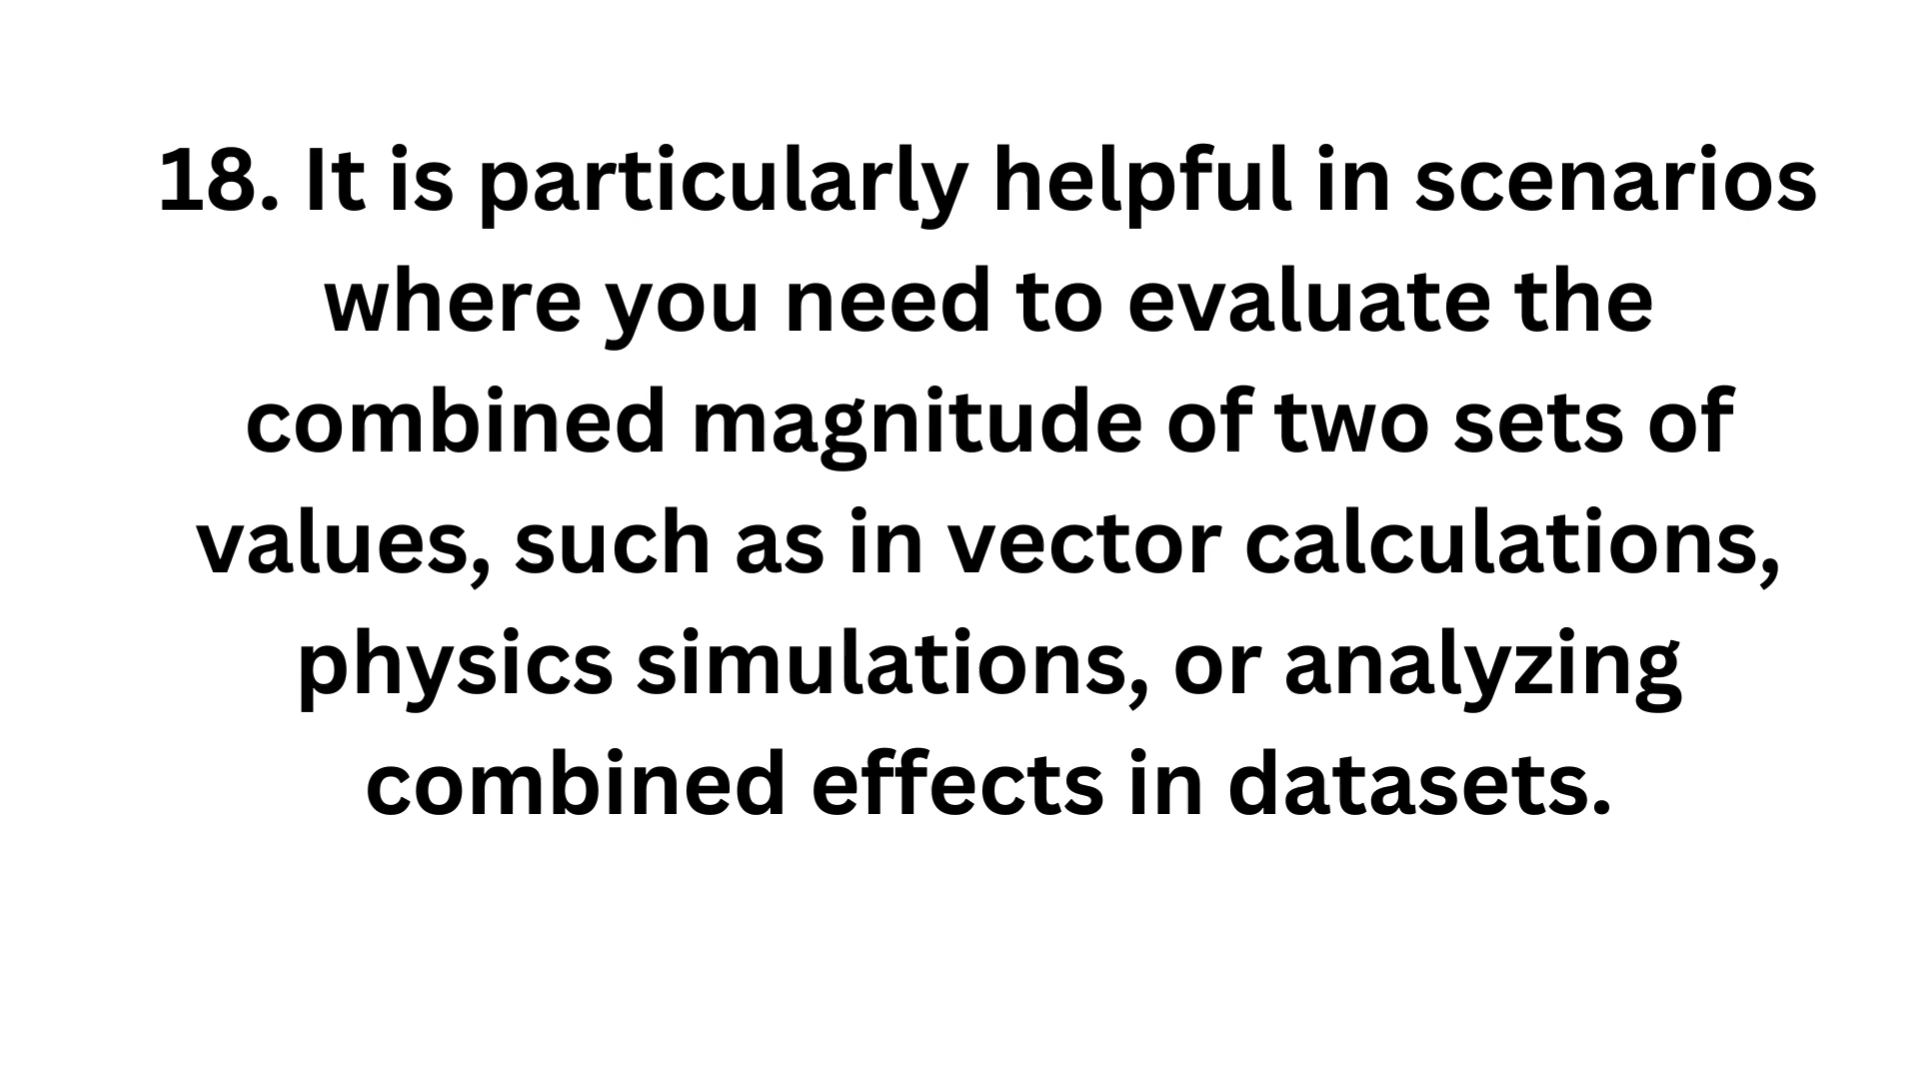 18. It is particularly helpful in scenarios
where you need to evaluate the
combined magnitude of two sets of
values, such as in vector calculations,
physics simulations, or analyzing
combined effects in datasets.